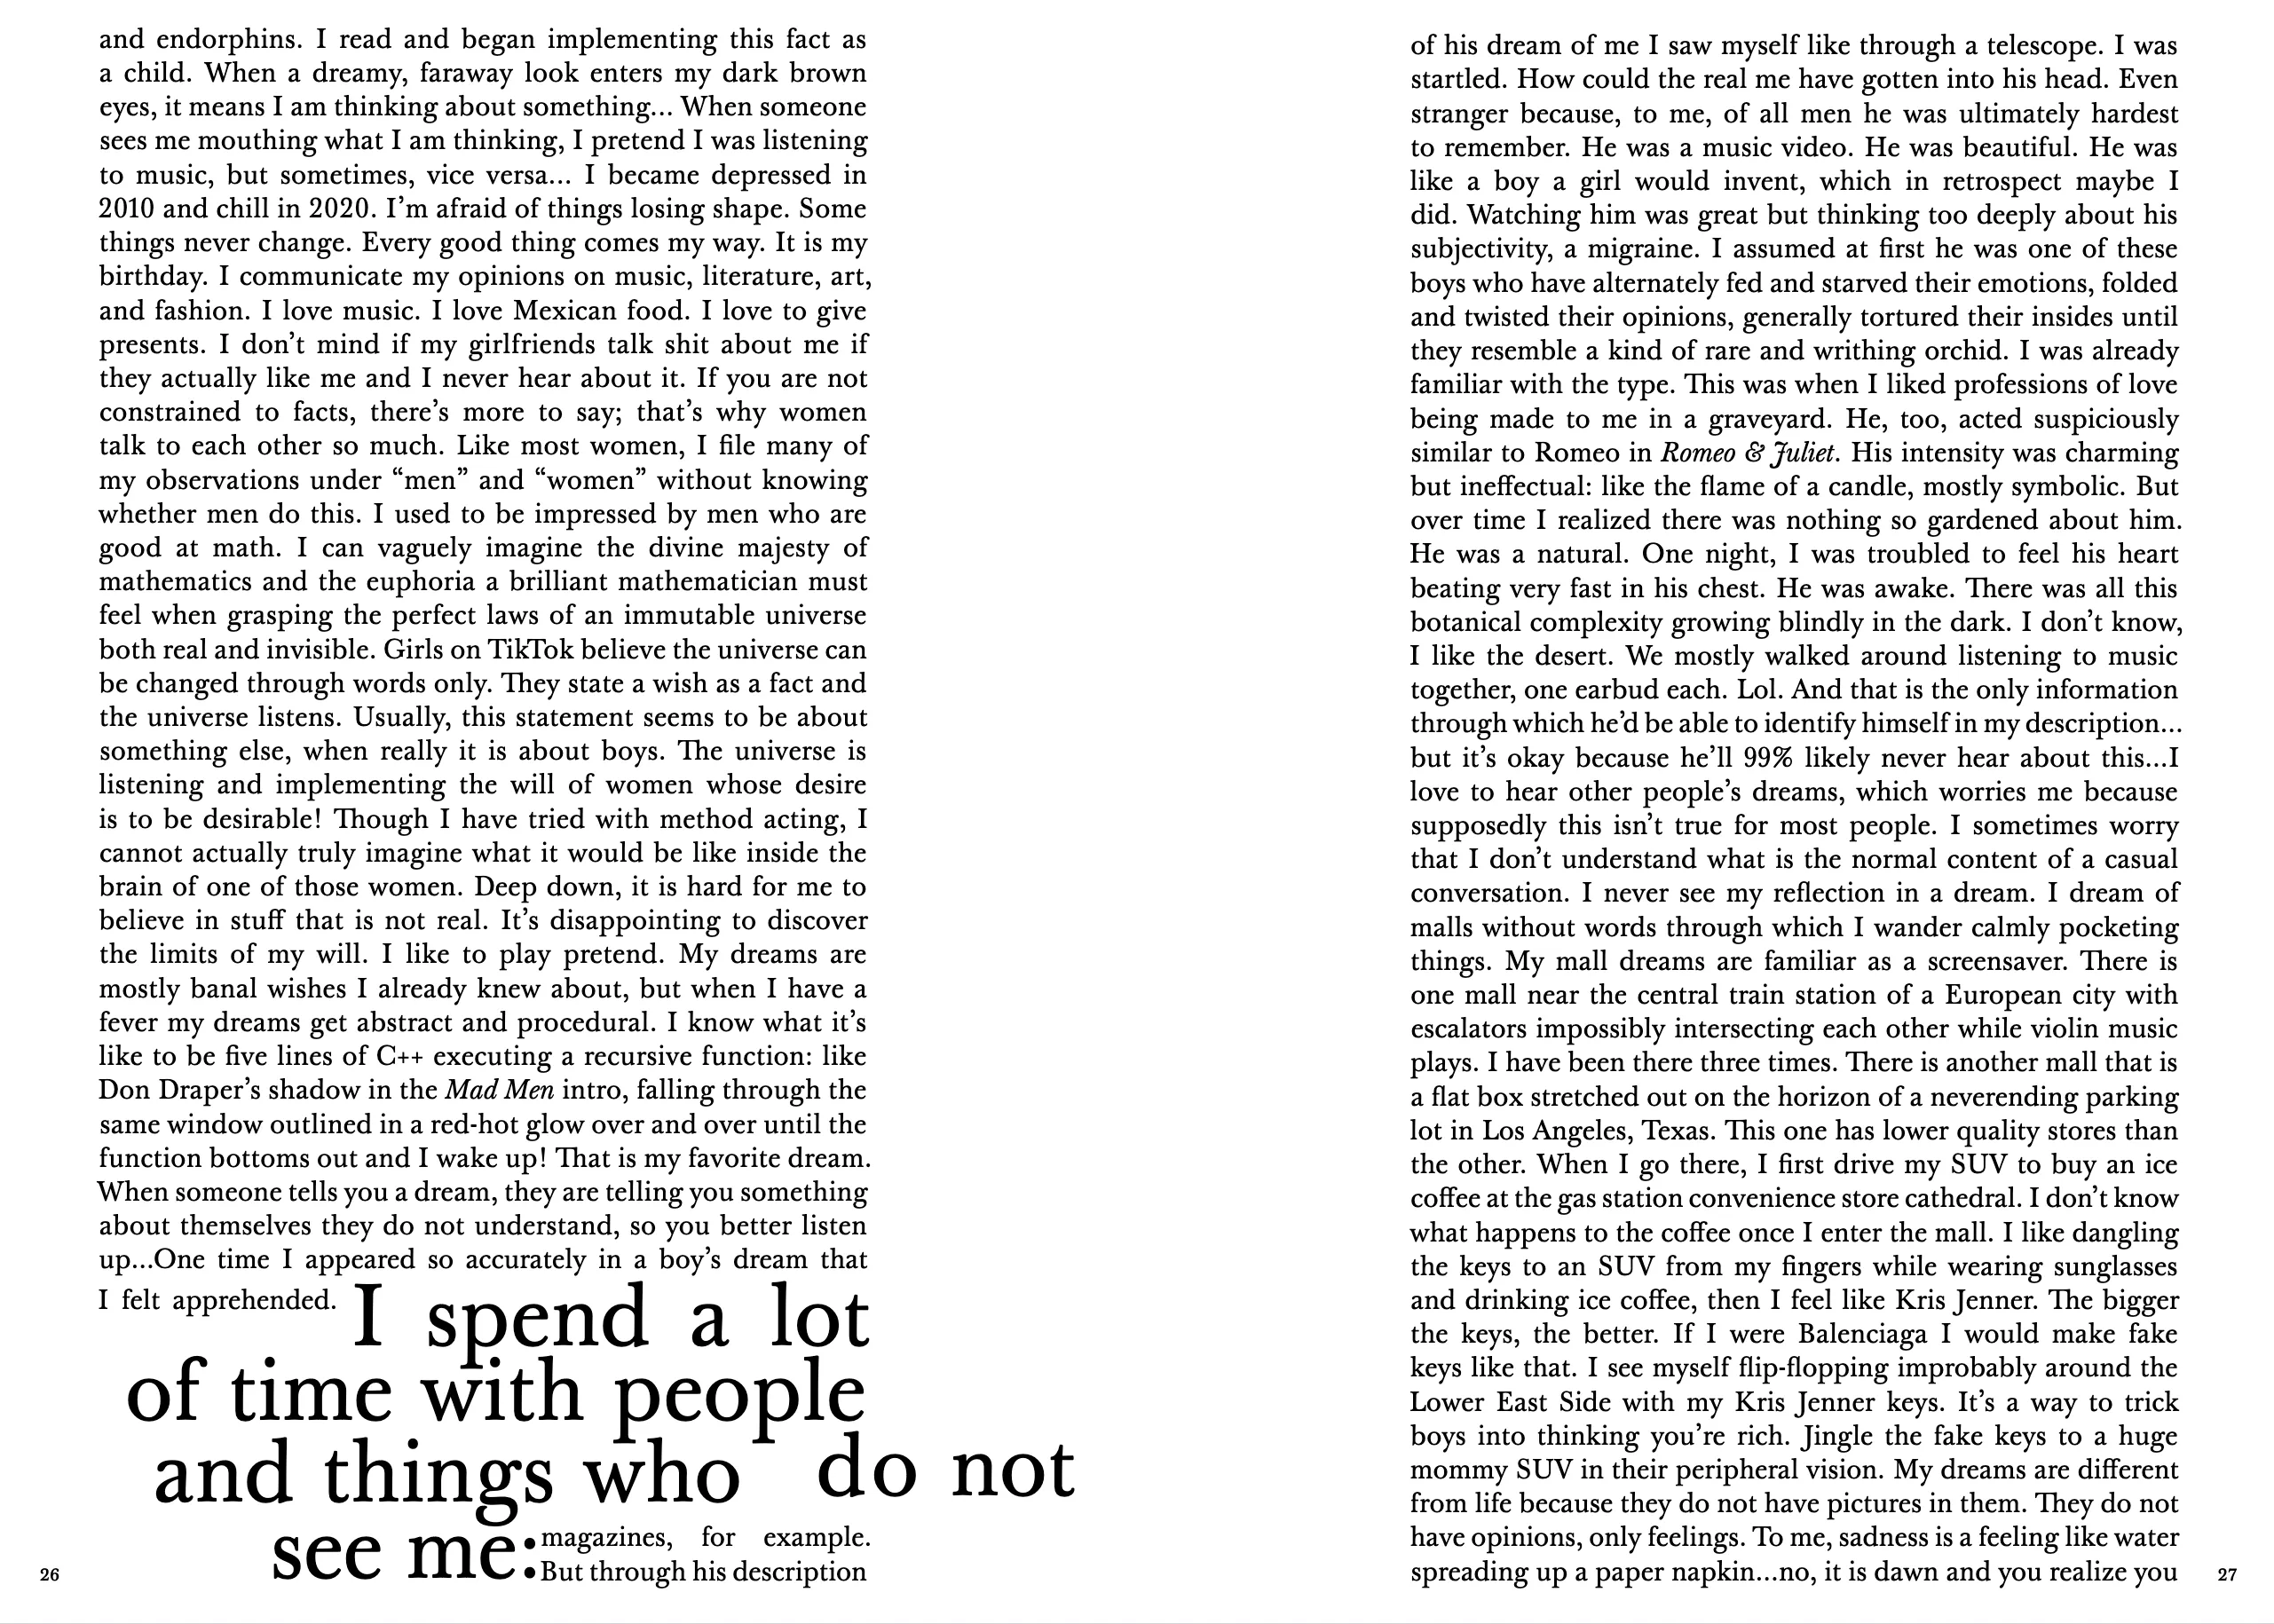 and endorphins. I read and began implementing this fact as
a child. When a dreamy, faraway look enters my dark brown
eyes, it means I am thinking about something... When someone
sees me mouthing what I am thinking, I pretend I was listening
to music, but sometimes, vice versa... I became depressed in
2010 and chill in 2020. I’m afraid of things losing shape. Some
things never change. Every good thing comes my way. It is my
birthday. I communicate my opinions on music, literature, art,
and fashion. I love music. I love Mexican food. I love to give
presents. I don’t mind if my girlfriends talk shit about me if
they actually like me and I never hear about it. If you are not
constrained to facts, there’s more to say; that’s why women
talk to each other so much. Like most women, I file many of
my observations under “men” and “women” without knowing
whether men do this. I used to be impressed by men who are
good at math. I can vaguely imagine the divine majesty of
mathematics and the euphoria a brilliant mathematician must
feel when grasping the perfect laws of an immutable universe
both real and invisible. Girls on TikTok believe the universe can
be changed through words only. They state a wish as a fact and
the universe listens. Usually, this statement seems to be about
something else, when really it is about boys. The universe is
listening and implementing the will of women whose desire
is to be desirable! Though I have tried with method acting, I
cannot actually truly imagine what it would be like inside the
brain of one of those women. Deep down, it is hard for me to
believe in stuff that is not real. It’s disappointing to discover
the limits of my will. I like to play pretend. My dreams are
mostly banal wishes I already knew about, but when I have a
fever my dreams get abstract and procedural. I know what it’s
like to be five lines of C++ executing a recursive function: like
Don Draper’s shadow in the Mad Men intro, falling through the
same window outlined in a red-hot glow over and over until the
function bottoms out and I wake up! That is my favorite dream.
When someone tells you a dream, they are telling you something
about themselves they do not understand, so you better listen
up...One time I appeared so accurately in a boy’s dream that
I felt apprehended. I spend a lot
of time with people
and things who do not
see me: magazines, for example.
But through his description
26
of his dream of me I saw myself like through a telescope. I was
startled. How could the real me have gotten into his head. Even
stranger because, to me, of all men he was ultimately hardest
to remember. He was a music video. He was beautiful. He was
like a boy a girl would invent, which in retrospect maybe I
did. Watching him was great but thinking too deeply about his
subjectivity, a migraine. I assumed at first he was one of these
boys who have alternately fed and starved their emotions, folded
and twisted their opinions, generally tortured their insides until
they resemble a kind of rare and writhing orchid. I was already
familiar with the type. This was when I liked professions of love
being made to me in a graveyard. He, too, acted suspiciously
similar to Romeo in Romeo & Juliet. His intensity was charming
but ineffectual: like the flame of a candle, mostly symbolic. But
over time I realized there was nothing so gardened about him.
He was a natural. One night, I was troubled to feel his heart
beating very fast in his chest. He was awake. There was all this
botanical complexity growing blindly in the dark. I don’t know,
I like the desert. We mostly walked around listening to music
together, one earbud each. Lol. And that is the only information
through which he’d be able to identify himself in my description...
but it’s okay because he’ll 99% likely never hear about this...I
love to hear other people’s dreams, which worries me because
supposedly this isn’t true for most people. I sometimes worry
that I don’t understand what is the normal content of a casual
conversation. I never see my reflection in a dream. I dream of
malls without words through which I wander calmly pocketing
things. My mall dreams are familiar as a screensaver. There is
one mall near the central train station of a European city with
escalators impossibly intersecting each other while violin music
plays. I have been there three times. There is another mall that is
a flat box stretched out on the horizon of a neverending parking
lot in Los Angeles, Texas. This one has lower quality stores than
the other. When I go there, I first drive my SUV to buy an ice
coffee at the gas station convenience store cathedral. I don’t know
what happens to the coffee once I enter the mall. I like dangling
the keys to an SUV from my fingers while wearing sunglasses
and drinking ice coffee, then I feel like Kris Jenner. The bigger
the keys, the better. If I were Balenciaga I would make fake
keys like that. I see myself flip-flopping improbably around the
Lower East Side with my Kris Jenner keys. It’s a way to trick
boys into thinking you’re rich. Jingle the fake keys to a huge
mommy SUV in their peripheral vision. My dreams are different
from life because they do not have pictures in them. They do not
have opinions, only feelings. To me, sadness is a feeling like water
spreading up a paper napkin...no, it is dawn and you realize you
27